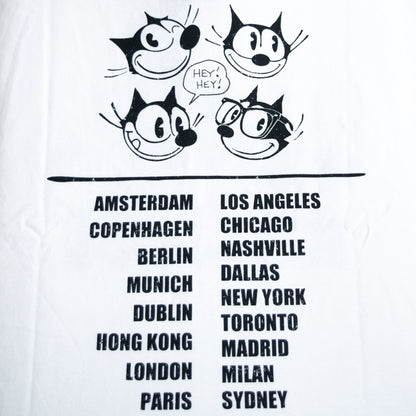 HEY!
HEY!
AMSTERDAM
COPENHAGEN
BERLIN
MUNICH
DUBLIN
HONG KONG
LONDON
PARIS
LOS ANGELES
CHICAGO
NASHVILLE
DALLAS
NEW YORK
TORONTO
MADRID
MILAN
SYDNEY